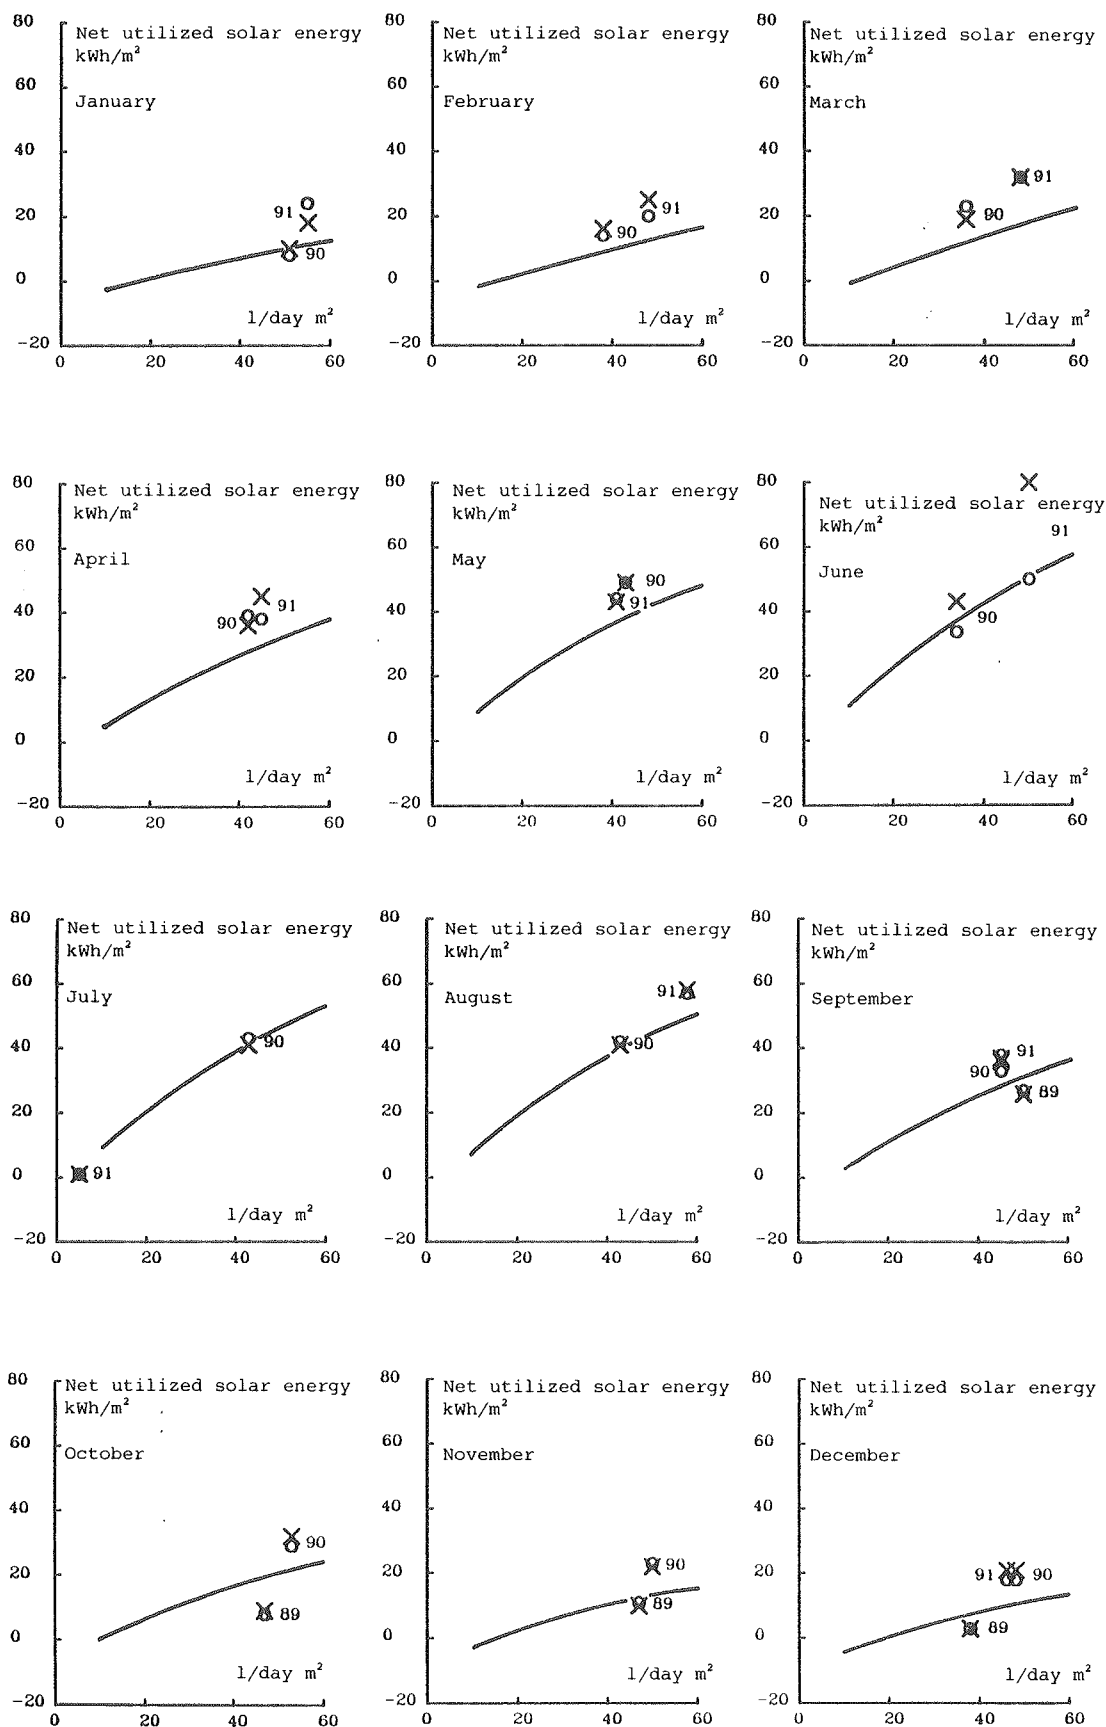 80 Net utilized solar energy
kWh/m²
60
January
40
20
91
90
0
l/day m²
-20
0 20 40 60
80 Net utilized solar energy
kWh/m²
60
February
40
20
91
90
0
l/day m²
-20
0 20 40 60
80 Net utilized solar energy
kWh/m²
60
March
40
91
20
90
0
l/day m²
-20
0 20 40 60
80 Net utilized solar energy
kWh/m²
60
April
40
91
90
20
0
l/day m²
-20
0 20 40 60
80 Net utilized solar energy
kWh/m²
60
May
90
40
91
20
0
l/day m²
-20
0 20 40 60
80
Net utilized solar energy
kWh/m²
91
60
June
40
90
20
0
l/day m²
-20
0 20 40 60
80 Net utilized solar energy
kWh/m²
60
July
40
90
20
0
91
l/day m²
-20
0 20 40 60
80 Net utilized solar energy
kWh/m²
60
August
91
40
90
20
0
l/day m²
-20
0 20 40 60
80 Net utilized solar energy
kWh/m²
60
September
40
91
90
20
89
0
l/day m²
-20
0 20 40 60
80 Net utilized solar energy
kWh/m²
60
October
40
90
20
89
0
l/day m²
-20
0 20 40 60
80 Net utilized solar energy
kWh/m²
60
November
40
20
90
89
0
l/day m²
-20
0 20 40 60
80 Net utilized solar energy
kWh/m²
60
December
40
20
91 90
0
89
l/day m²
-20
0 20 40 60